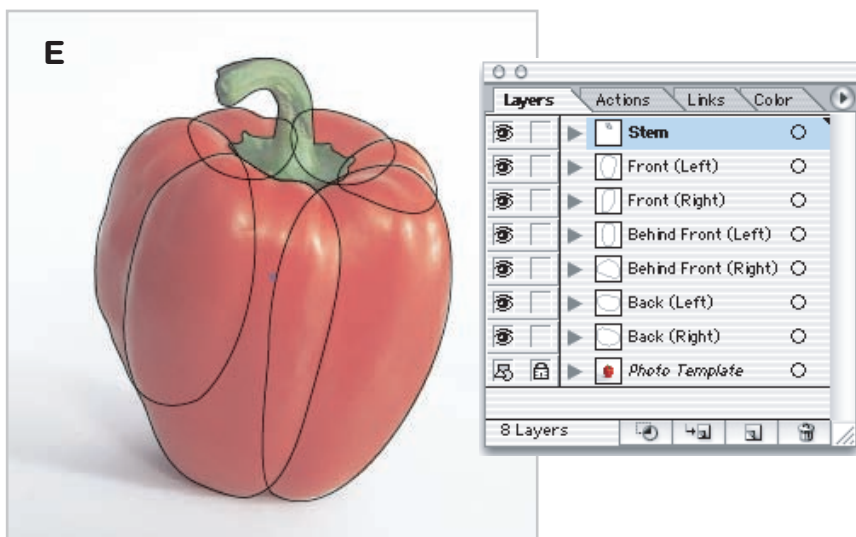 E
Layers Actions Links Color
Stem
Front (Left)
Front (Right)
Behind Front (Left)
Behind Front (Right)
Back (Left)
Back (Right)
Photo Template
8 Layers